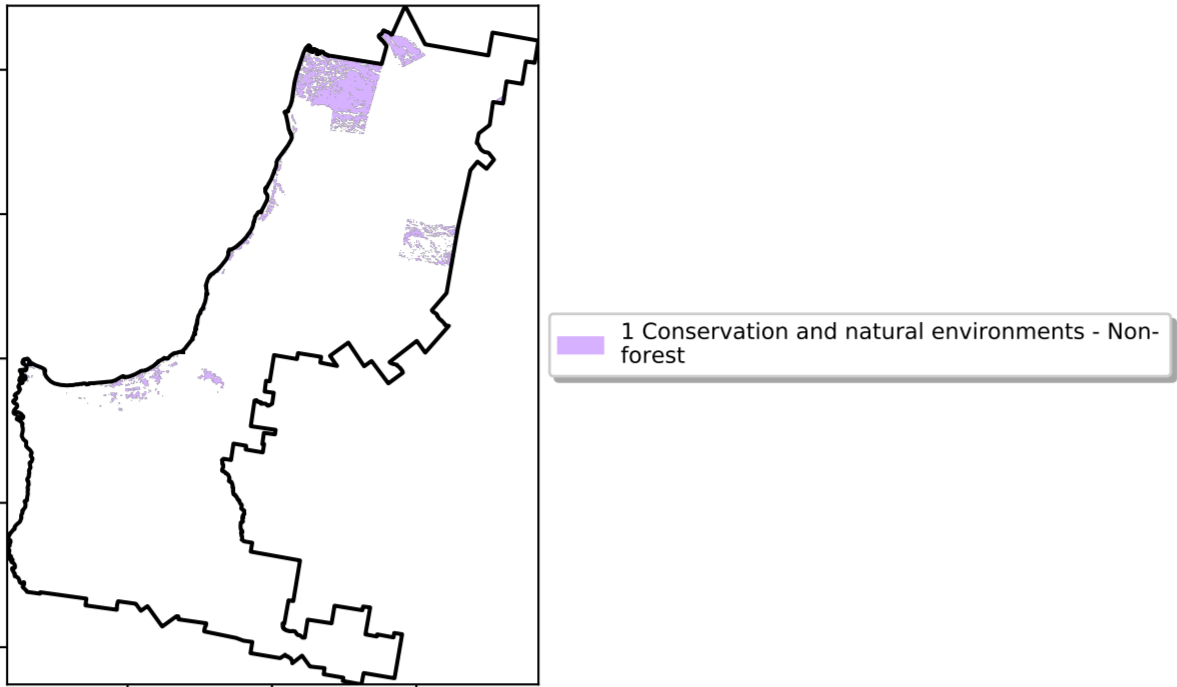 1 Conservation and natural environments - Non-
forest